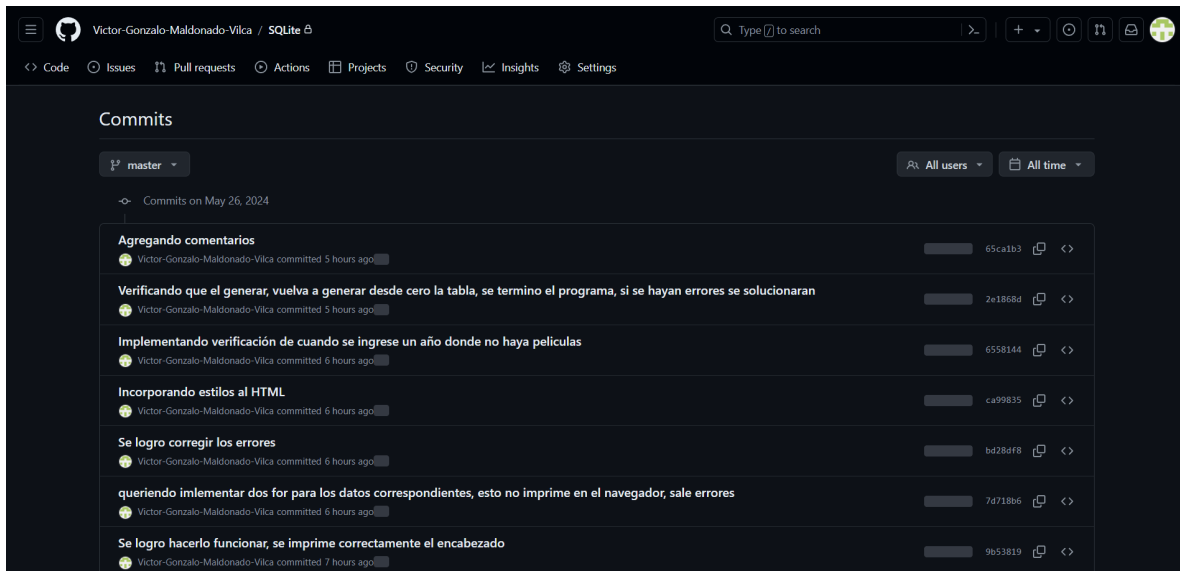 Victor-Gonzalo-Maldonado-Vilca / SQLite
Type / to search
Code Issues Pull requests Actions Projects Security Insights Settings
Commits
master All users All time
Commits on May 26, 2024
Agregando comentarios
Victor-Gonzalo-Maldonado-Vilca committed 5 hours ago
65ca1b3
Verificando que el generar, vuelva a generar desde cero la tabla, se termino el programa, si se hayan errores se solucionaran
Victor-Gonzalo-Maldonado-Vilca committed 5 hours ago
2e1868d
Implementando verificación de cuando se ingrese un año donde no haya peliculas
Victor-Gonzalo-Maldonado-Vilca committed 6 hours ago
6558144
Incorporando estilos al HTML
Victor-Gonzalo-Maldonado-Vilca committed 6 hours ago
ca99835
Se logro corregir los errores
Victor-Gonzalo-Maldonado-Vilca committed 6 hours ago
bd28df8
queriendo imlementar dos for para los datos correspondientes, esto no imprime en el navegador, sale errores
Victor-Gonzalo-Maldonado-Vilca committed 6 hours ago
7d718b6
Se logro hacerlo funcionar, se imprime correctamente el encabezado
Victor-Gonzalo-Maldonado-Vilca committed 7 hours ago
9b53819